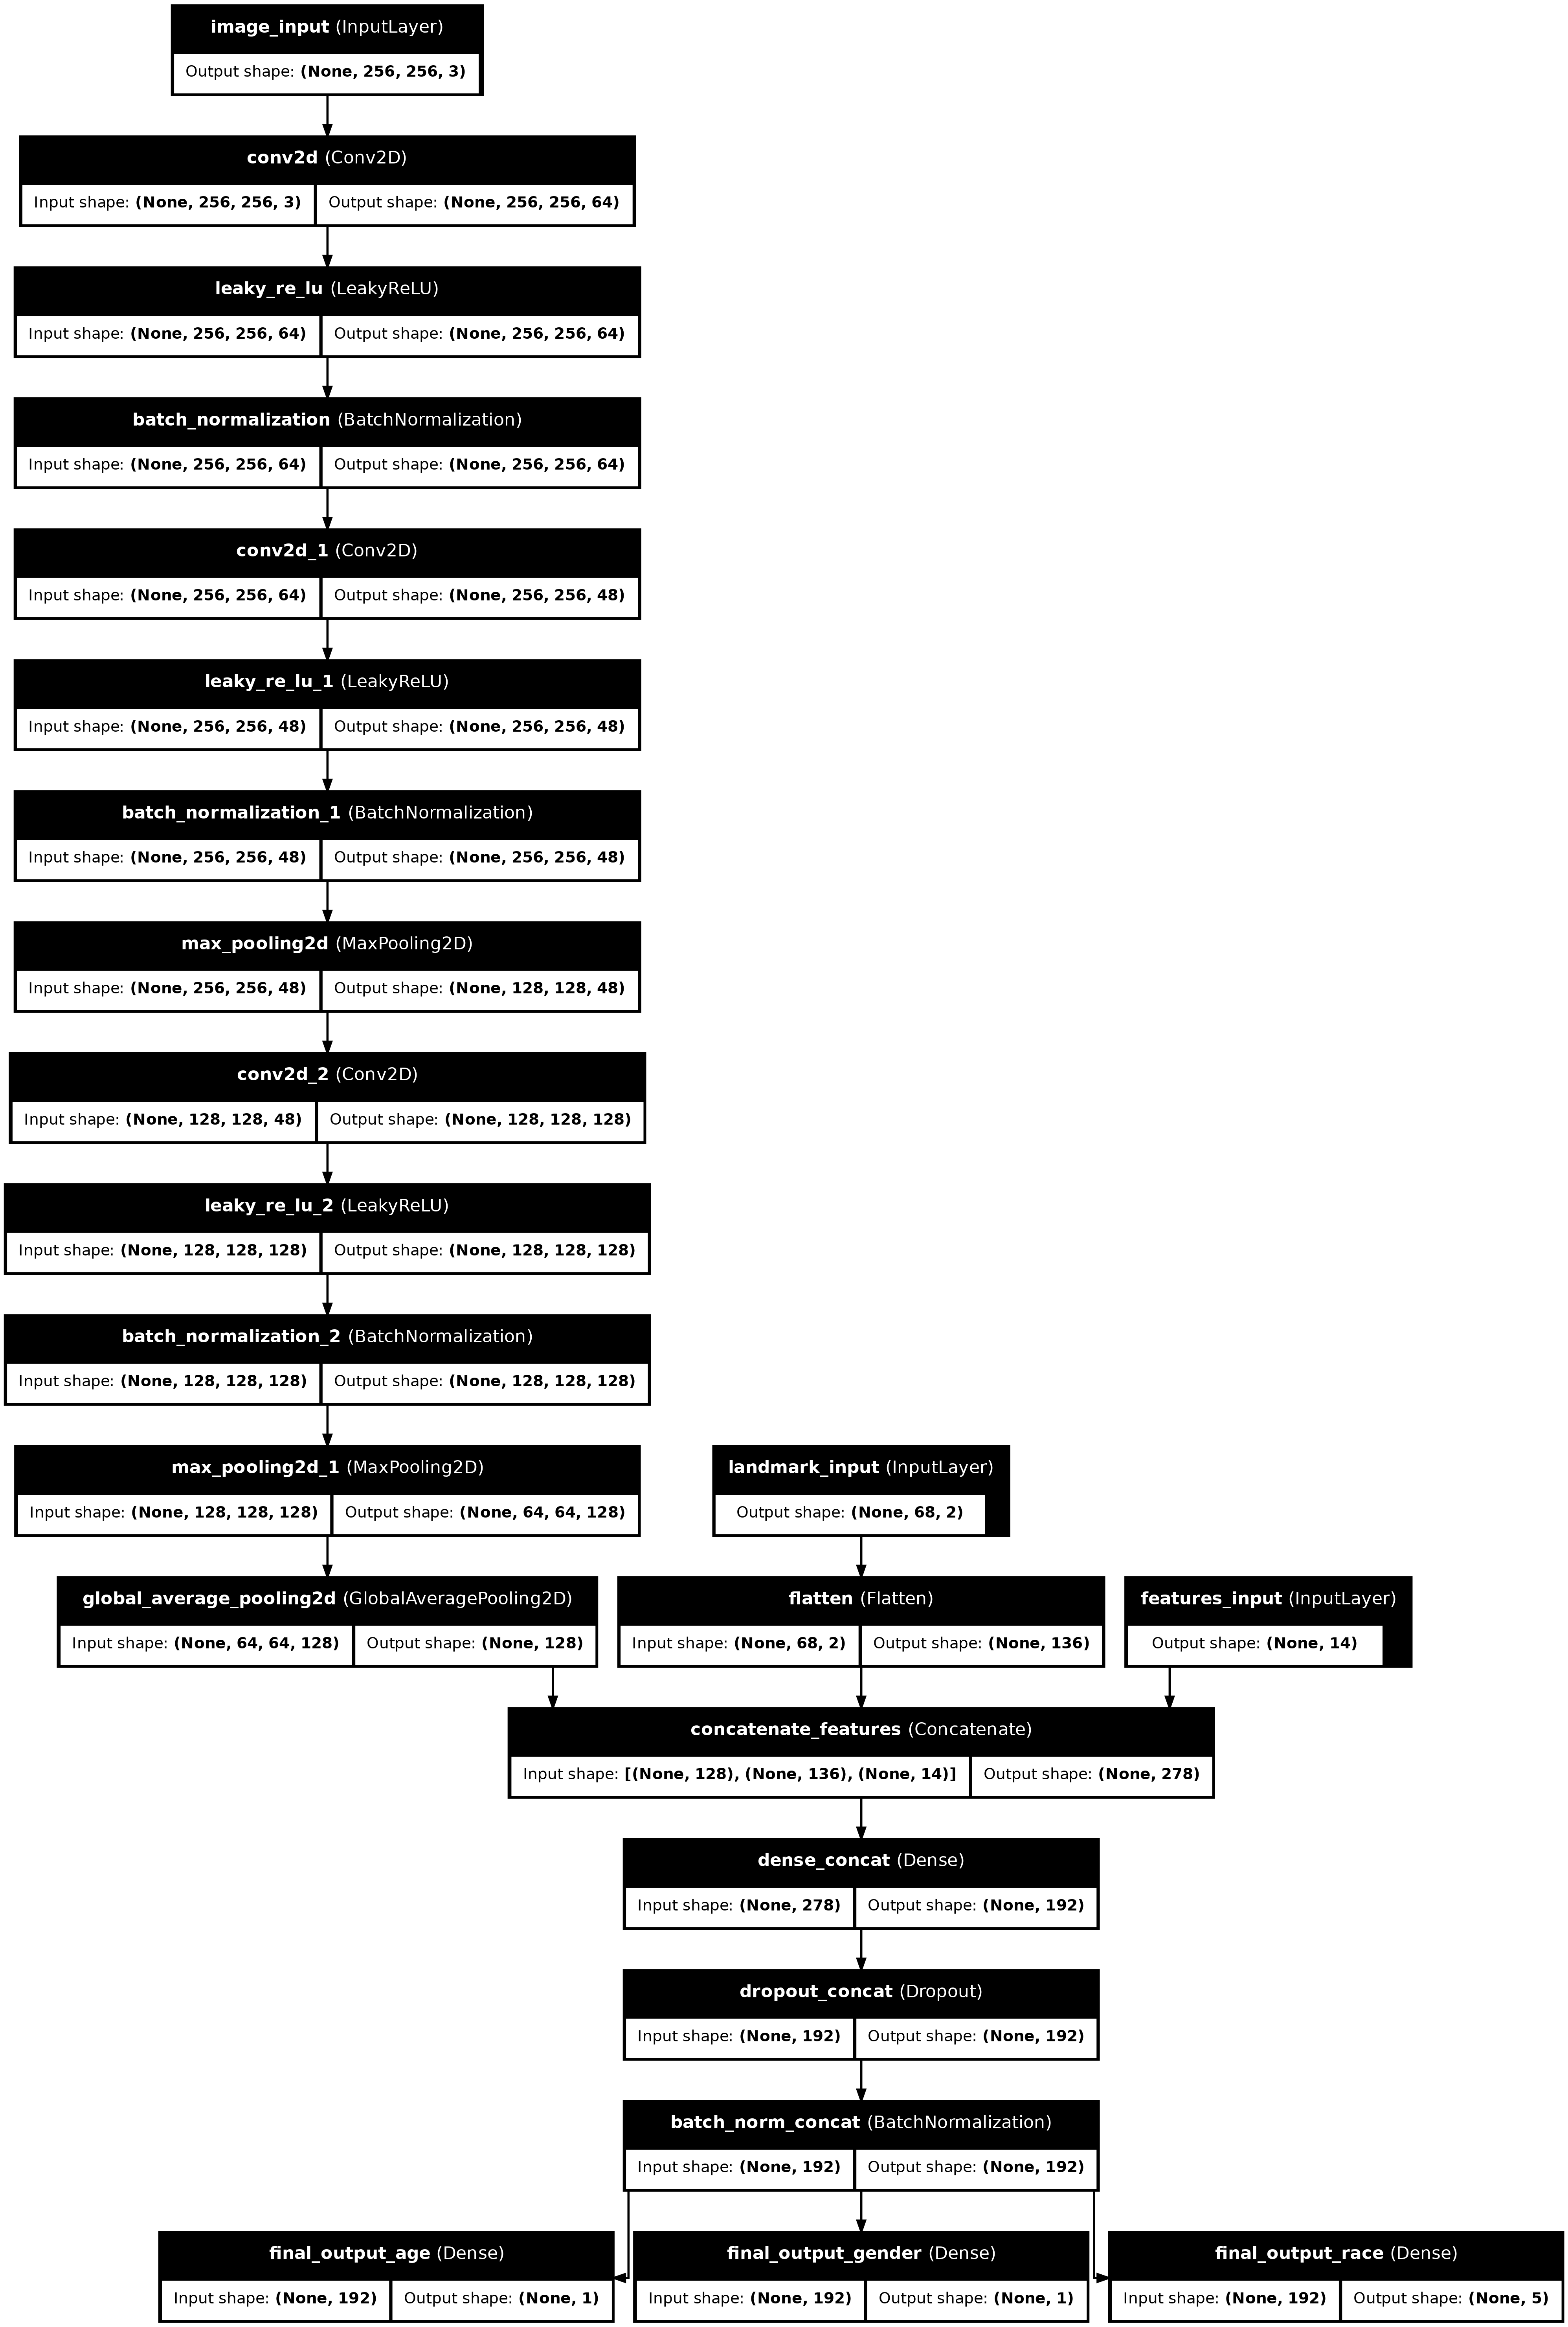 image_input (InputLayer)
Output shape: (None, 256, 256, 3)
conv2d (Conv2D)
Input shape: (None, 256, 256, 3) Output shape: (None, 256, 256, 64)
leaky_re_lu (LeakyReLU)
Input shape: (None, 256, 256, 64) Output shape: (None, 256, 256, 64)
batch_normalization (BatchNormalization)
Input shape: (None, 256, 256, 64) Output shape: (None, 256, 256, 64)
conv2d_1 (Conv2D)
Input shape: (None, 256, 256, 64) Output shape: (None, 256, 256, 48)
leaky_re_lu_1 (LeakyReLU)
Input shape: (None, 256, 256, 48) Output shape: (None, 256, 256, 48)
batch_normalization_1 (BatchNormalization)
Input shape: (None, 256, 256, 48) Output shape: (None, 256, 256, 48)
max_pooling2d (MaxPooling2D)
Input shape: (None, 256, 256, 48) Output shape: (None, 128, 128, 48)
conv2d_2 (Conv2D)
Input shape: (None, 128, 128, 48) Output shape: (None, 128, 128, 128)
leaky_re_lu_2 (LeakyReLU)
Input shape: (None, 128, 128, 128) Output shape: (None, 128, 128, 128)
batch_normalization_2 (BatchNormalization)
Input shape: (None, 128, 128, 128) Output shape: (None, 128, 128, 128)
max_pooling2d_1 (MaxPooling2D)
Input shape: (None, 128, 128, 128) Output shape: (None, 64, 64, 128)
landmark_input (InputLayer)
Output shape: (None, 68, 2)
global_average_pooling2d (GlobalAveragePooling2D)
Input shape: (None, 64, 64, 128) Output shape: (None, 128)
flatten (Flatten)
Input shape: (None, 68, 2) Output shape: (None, 136)
features_input (InputLayer)
Output shape: (None, 14)
concatenate_features (Concatenate)
Input shape: [(None, 128), (None, 136), (None, 14)] Output shape: (None, 278)
dense_concat (Dense)
Input shape: (None, 278) Output shape: (None, 192)
dropout_concat (Dropout)
Input shape: (None, 192) Output shape: (None, 192)
batch_norm_concat (BatchNormalization)
Input shape: (None, 192) Output shape: (None, 192)
final_output_age (Dense)
Input shape: (None, 192) Output shape: (None, 1)
final_output_gender (Dense)
Input shape: (None, 192) Output shape: (None, 1)
final_output_race (Dense)
Input shape: (None, 192) Output shape: (None, 5)